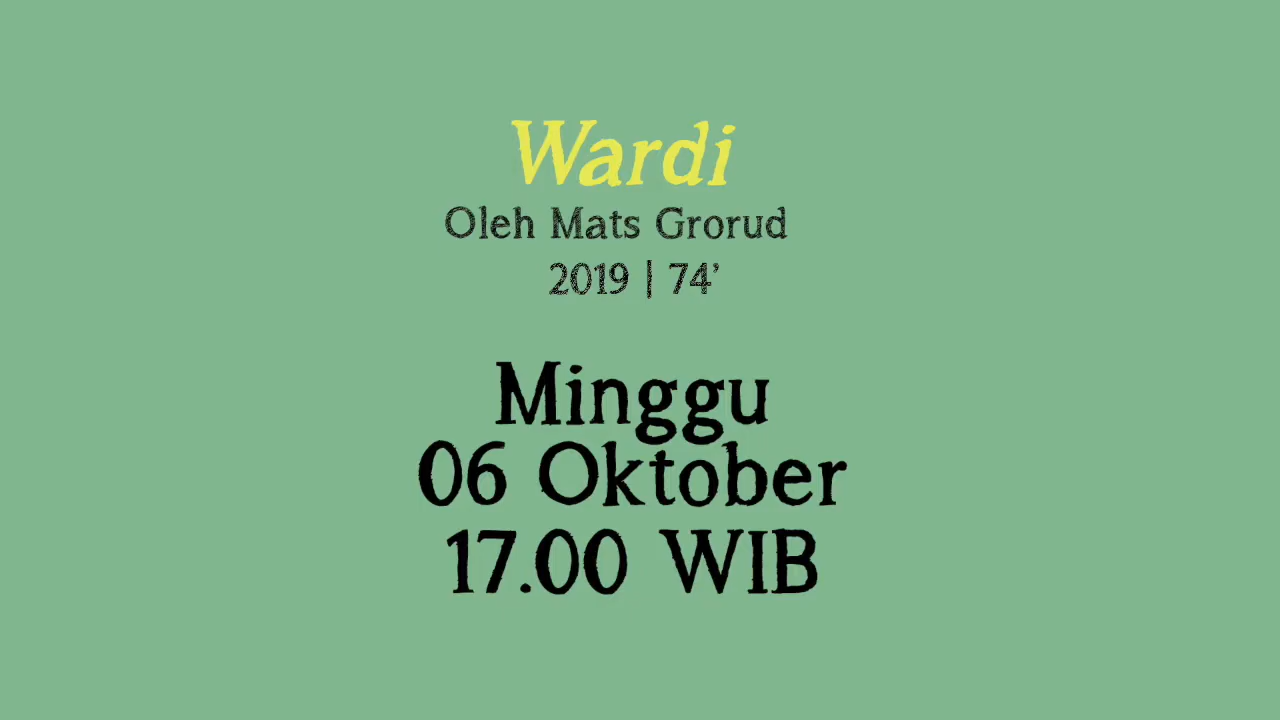 Wardi
Oleh Mats Grorud
2019 | 74’
Minggu
06 Oktober
17.00 WIB